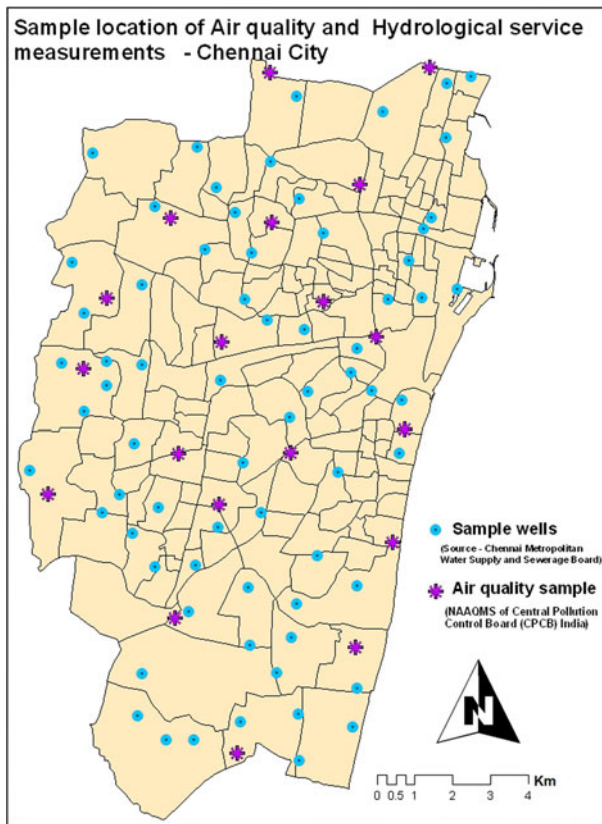 Sample location of Air quality and Hydrological service
measurements - Chennai City
Sample wells
(Source - Chennai Metropolitan
Water Supply and Sewerage Board)
Air quality sample
(NAAQMS of Central Pollution
Control Board (CPCB) India)
N
Km
0 0.5 1 2 3 4